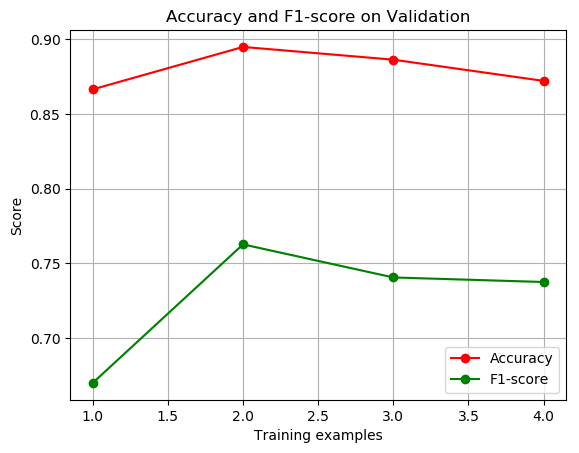 Accuracy and F1-score on Validation
0.90
0.85
0.80
0.75
0.70
Score
1.0 1.5 2.0 2.5 3.0 3.5 4.0
Training examples
Accuracy
F1-score